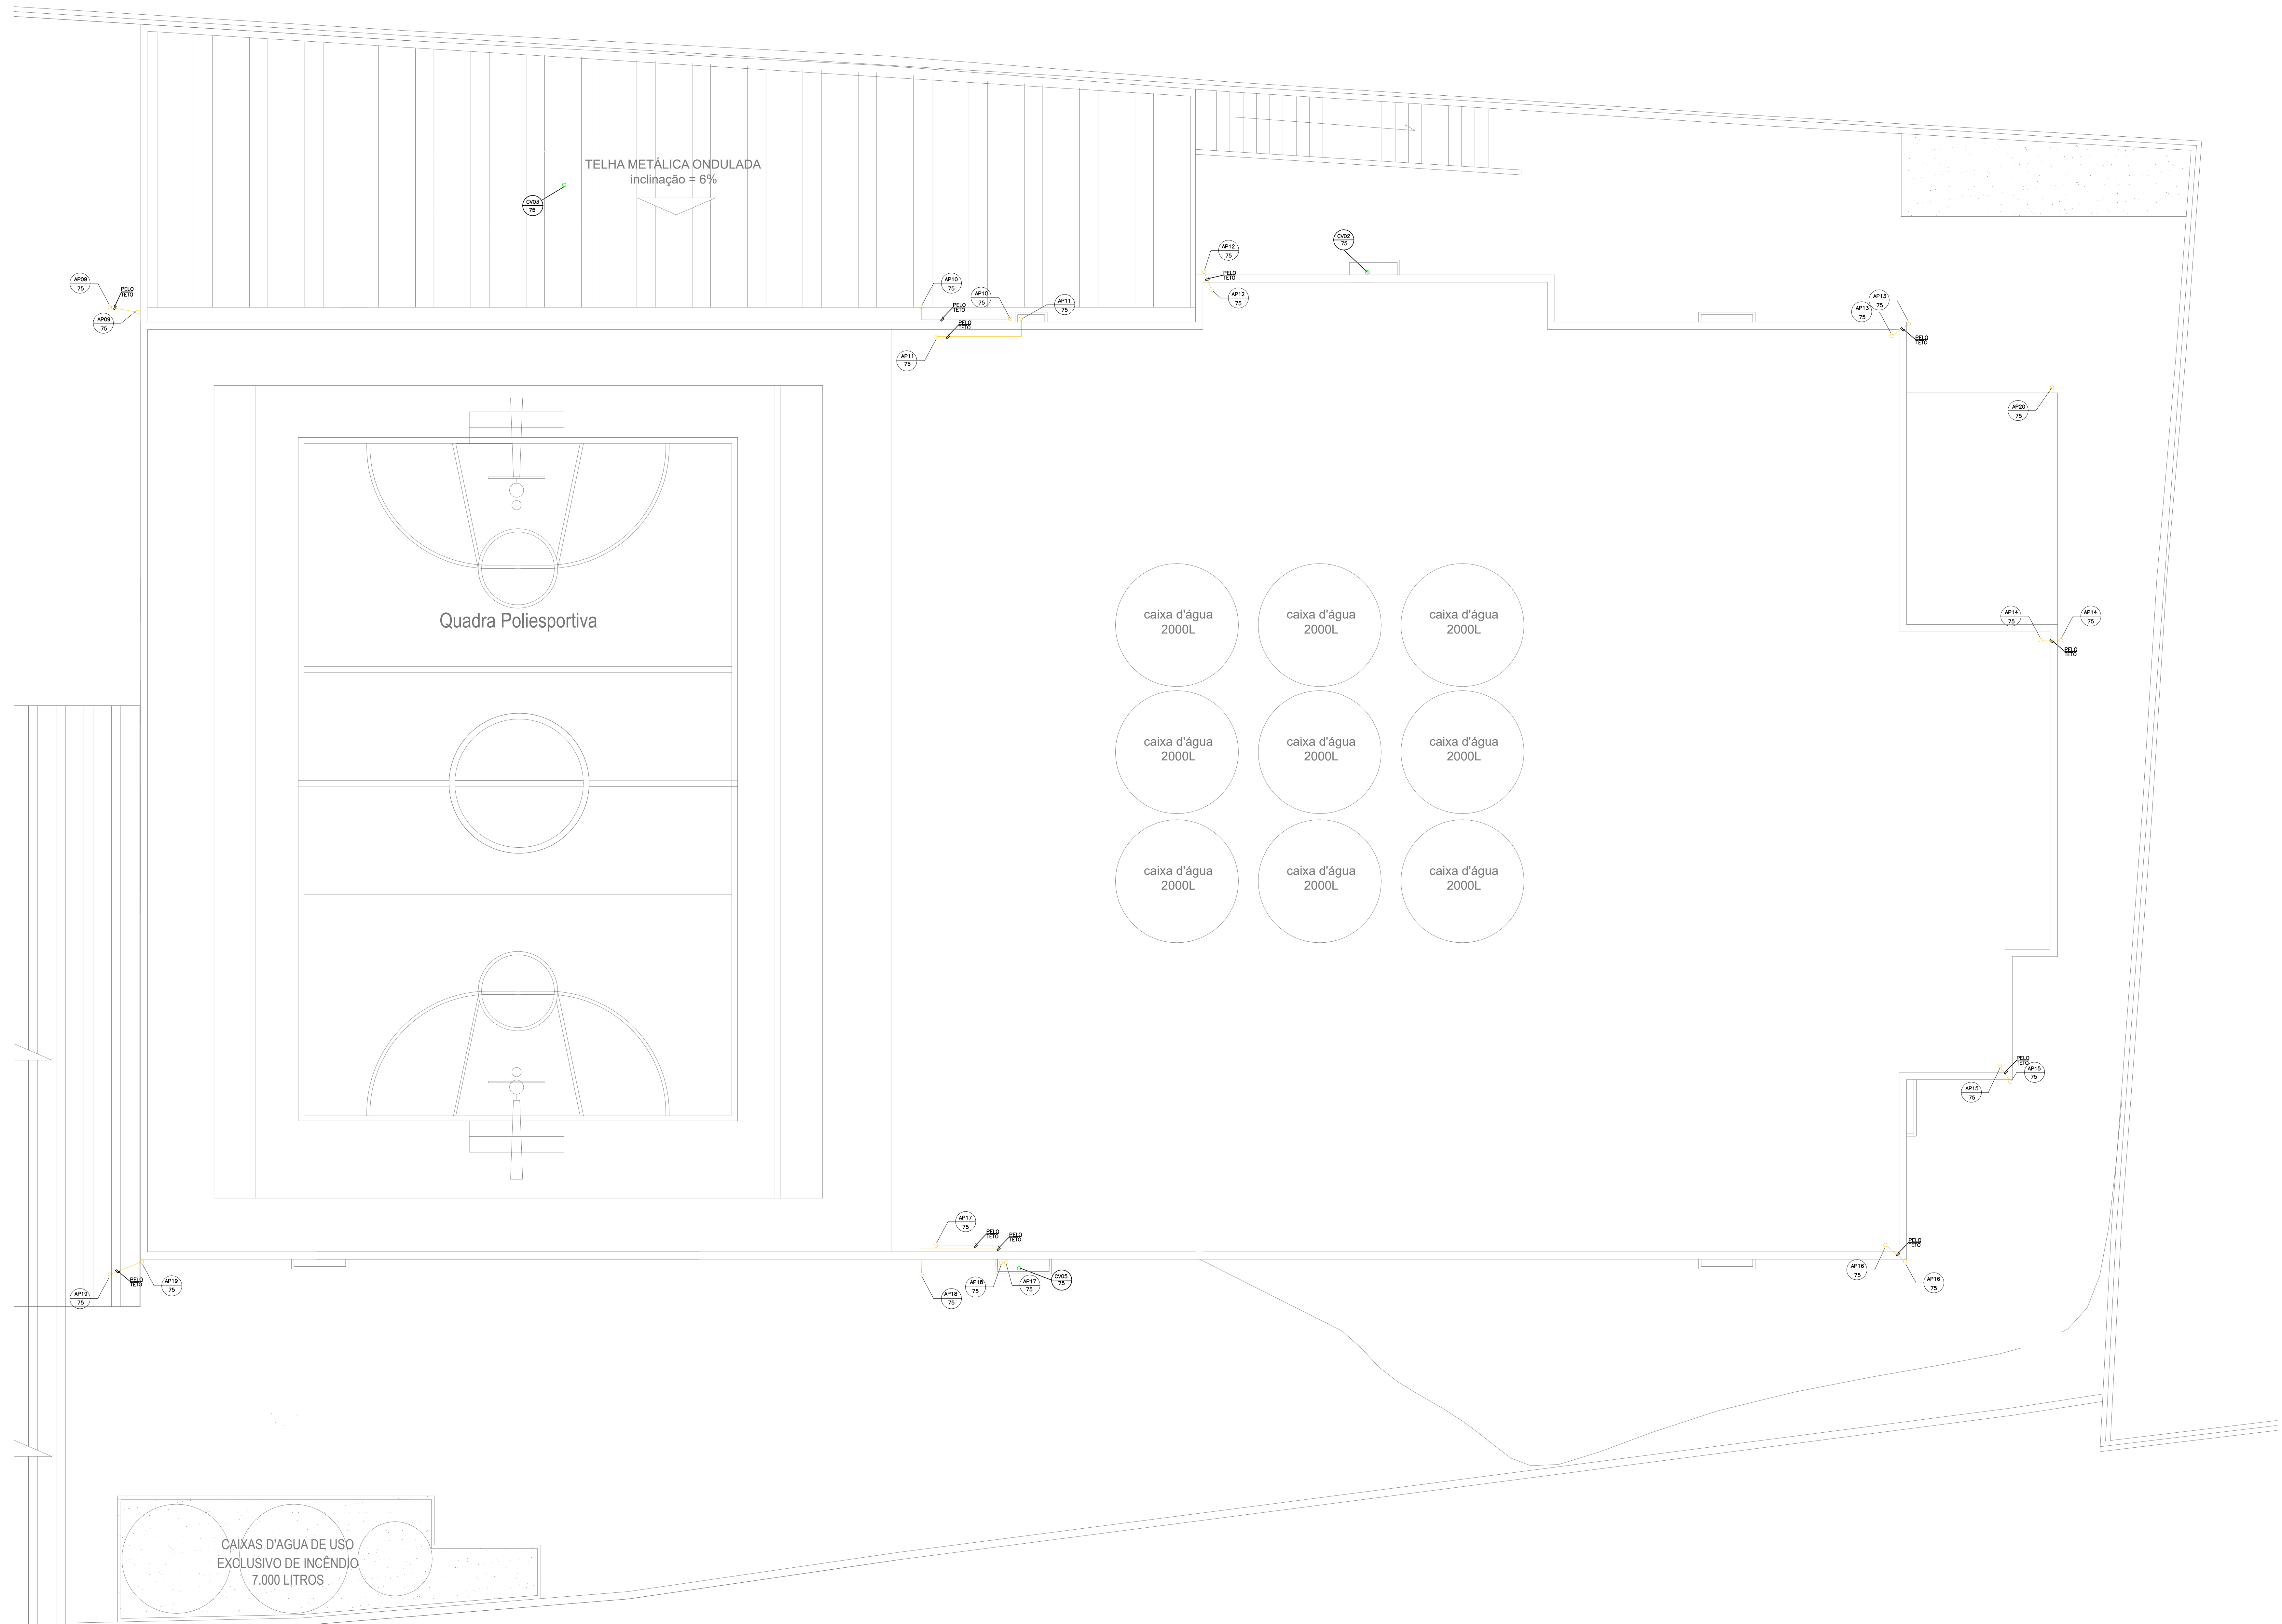 TELHA METÁLICA ONDULADA
inclinação = 6%
CV03
75
CV02
75
AP12
75
PELO
TETO
AP12
75
AP09
75
PELO
TETO
AP09
75
AP10
75
AP10
75
AP11
75
PELO
TETO
PELO
TETO
AP11
75
AP13
75
AP13
75
PELO
TETO
AP20
75
Quadra Poliesportiva
caixa d'água
2000L
caixa d'água
2000L
caixa d'água
2000L
AP14
75
AP14
75
PELO
TETO
caixa d'água
2000L
caixa d'água
2000L
caixa d'água
2000L
caixa d'água
2000L
caixa d'água
2000L
caixa d'água
2000L
PELO
TETO
AP15
75
AP15
75
AP17
75
PELO
TETO
PELO
TETO
PELO
TETO
AP16
75
AP16
75
AP18
75
AP17
75
CV05
75
AP18
75
PELO
TETO
AP19
75
AP19
75
CAIXAS D'AGUA DE USO
EXCLUSIVO DE INCÊNDIO
7.000 LITROS